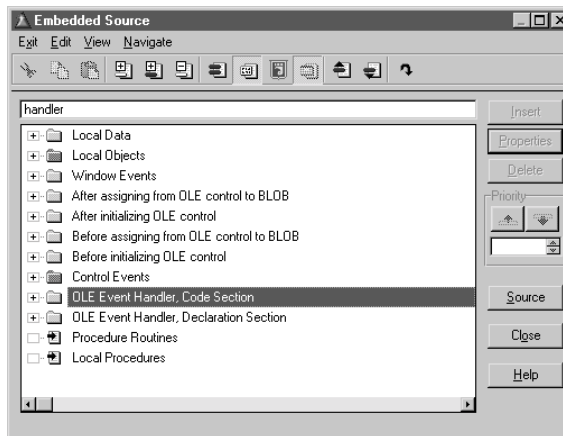 Embedded Source
Exit Edit View Navigate
handler
Insert
Local Data
Local Objects
Properties
Window Events
Delete
After assigning from OLE control to BLOB
Priority
After initializing OLE control
Before assigning from OLE control to BLOB
Before initializing OLE control
Control Events
OLE Event Handler, Code Section
Source
OLE Event Handler, Declaration Section
Procedure Routines
Close
Local Procedures
Help